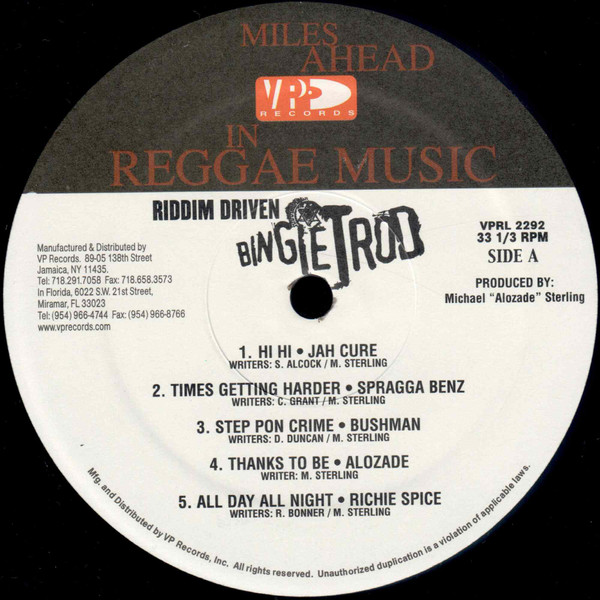 MILES
AHEAD
VP
RECORDS
IN
REGGAE MUSIC
RIDDIM DRIVEN
BINGIE TROD
VPRL 2292
33 1/3 RPM
SIDE A
PRODUCED BY:
Michael "Alozade" Sterling
Manufactured & Distributed by
VP Records. 89-05 138th Street
Jamaica, NY 11435.
Tel: 718.291.7058 Fax: 718.658.3573
In Florida, 6022 S.W. 21st Street,
Miramar, FL 33023
Tel: (954) 966-4744 Fax: (954) 966-8766
www.vprecords.com
1. HI HI • JAH CURE
WRITERS: S. ALCOCK / M. STERLING
2. TIMES GETTING HARDER • SPRAGGA BENZ
WRITERS: C. GRANT / M. STERLING
3. STEP PON CRIME • BUSHMAN
WRITERS: D. DUNCAN / M. STERLING
4. THANKS TO BE • ALOZADE
WRITER: M. STERLING
5. ALL DAY ALL NIGHT • RICHIE SPICE
WRITERS: R. BONNER / M. STERLING
Mfg. and Distributed by VP Records, Inc. All rights reserved. Unauthorized duplication is a violation of applicable laws.